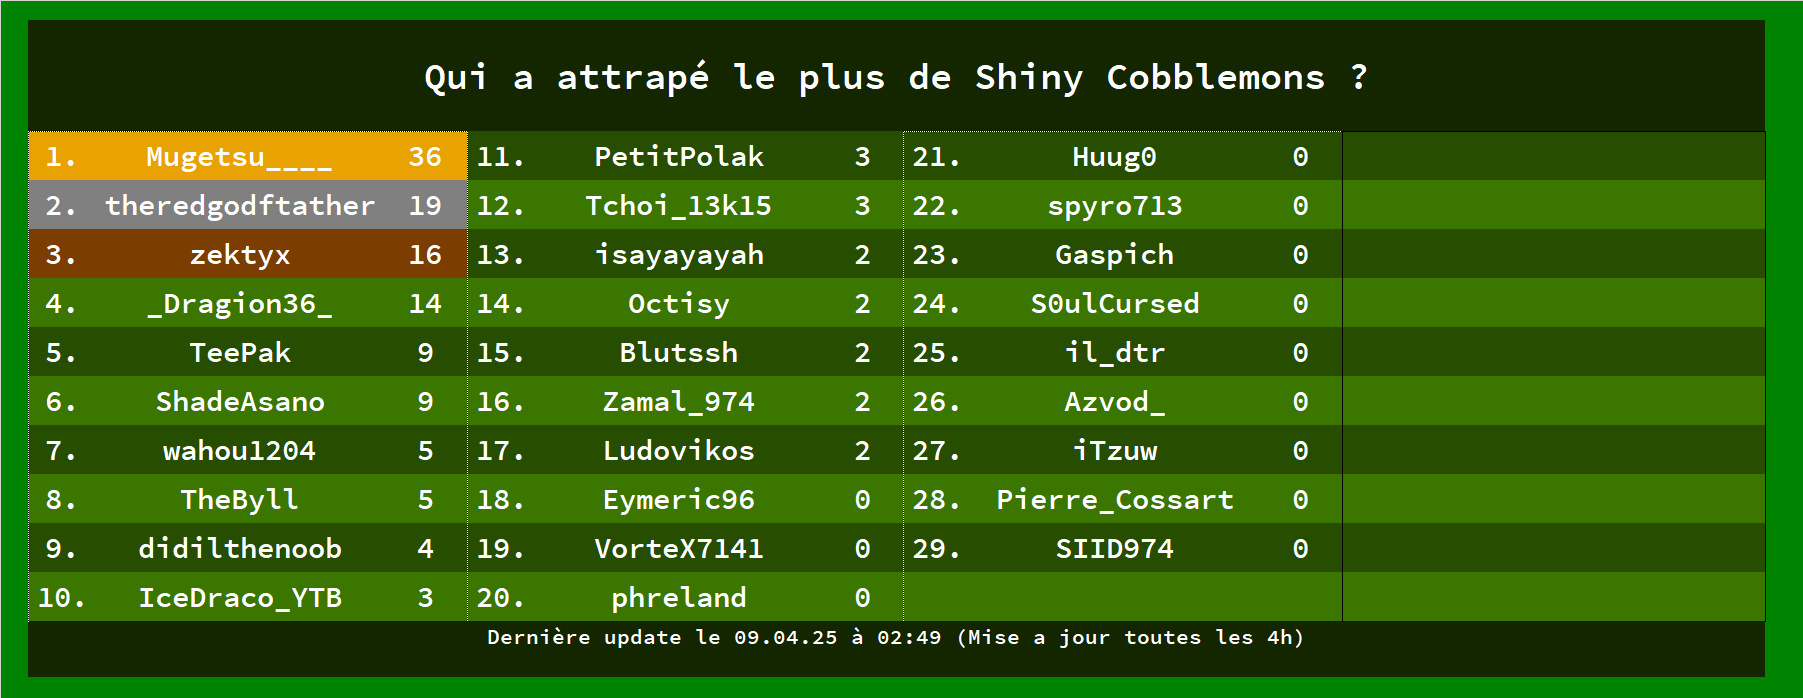 Qui a attrapé le plus de Shiny Cobblemons ?
1. Mugetsu____ 36
2. theredgodftather 19
3. zektyx 16
4. _Dragion36_ 14
5. TeePak 9
6. ShadeAsano 9
7. wahou1204 5
8. TheByll 5
9. didilthenoob 4
10. IceDraco_YTB 3
11. PetitPolak 3
12. Tchoi_13k15 3
13. isayayayah 2
14. Octisy 2
15. Blutssh 2
16. Zamal_974 2
17. Ludovikos 2
18. Eymeric96 0
19. VorteX7141 0
20. phreland 0
21. Huug0 0
22. spyro713 0
23. Gaspich 0
24. S0ulCursed 0
25. il_dtr 0
26. Azvod_ 0
27. iTzuw 0
28. Pierre_Cossart 0
29. SIID974 0
Dernière update le 09.04.25 à 02:49 (Mise a jour toutes les 4h)